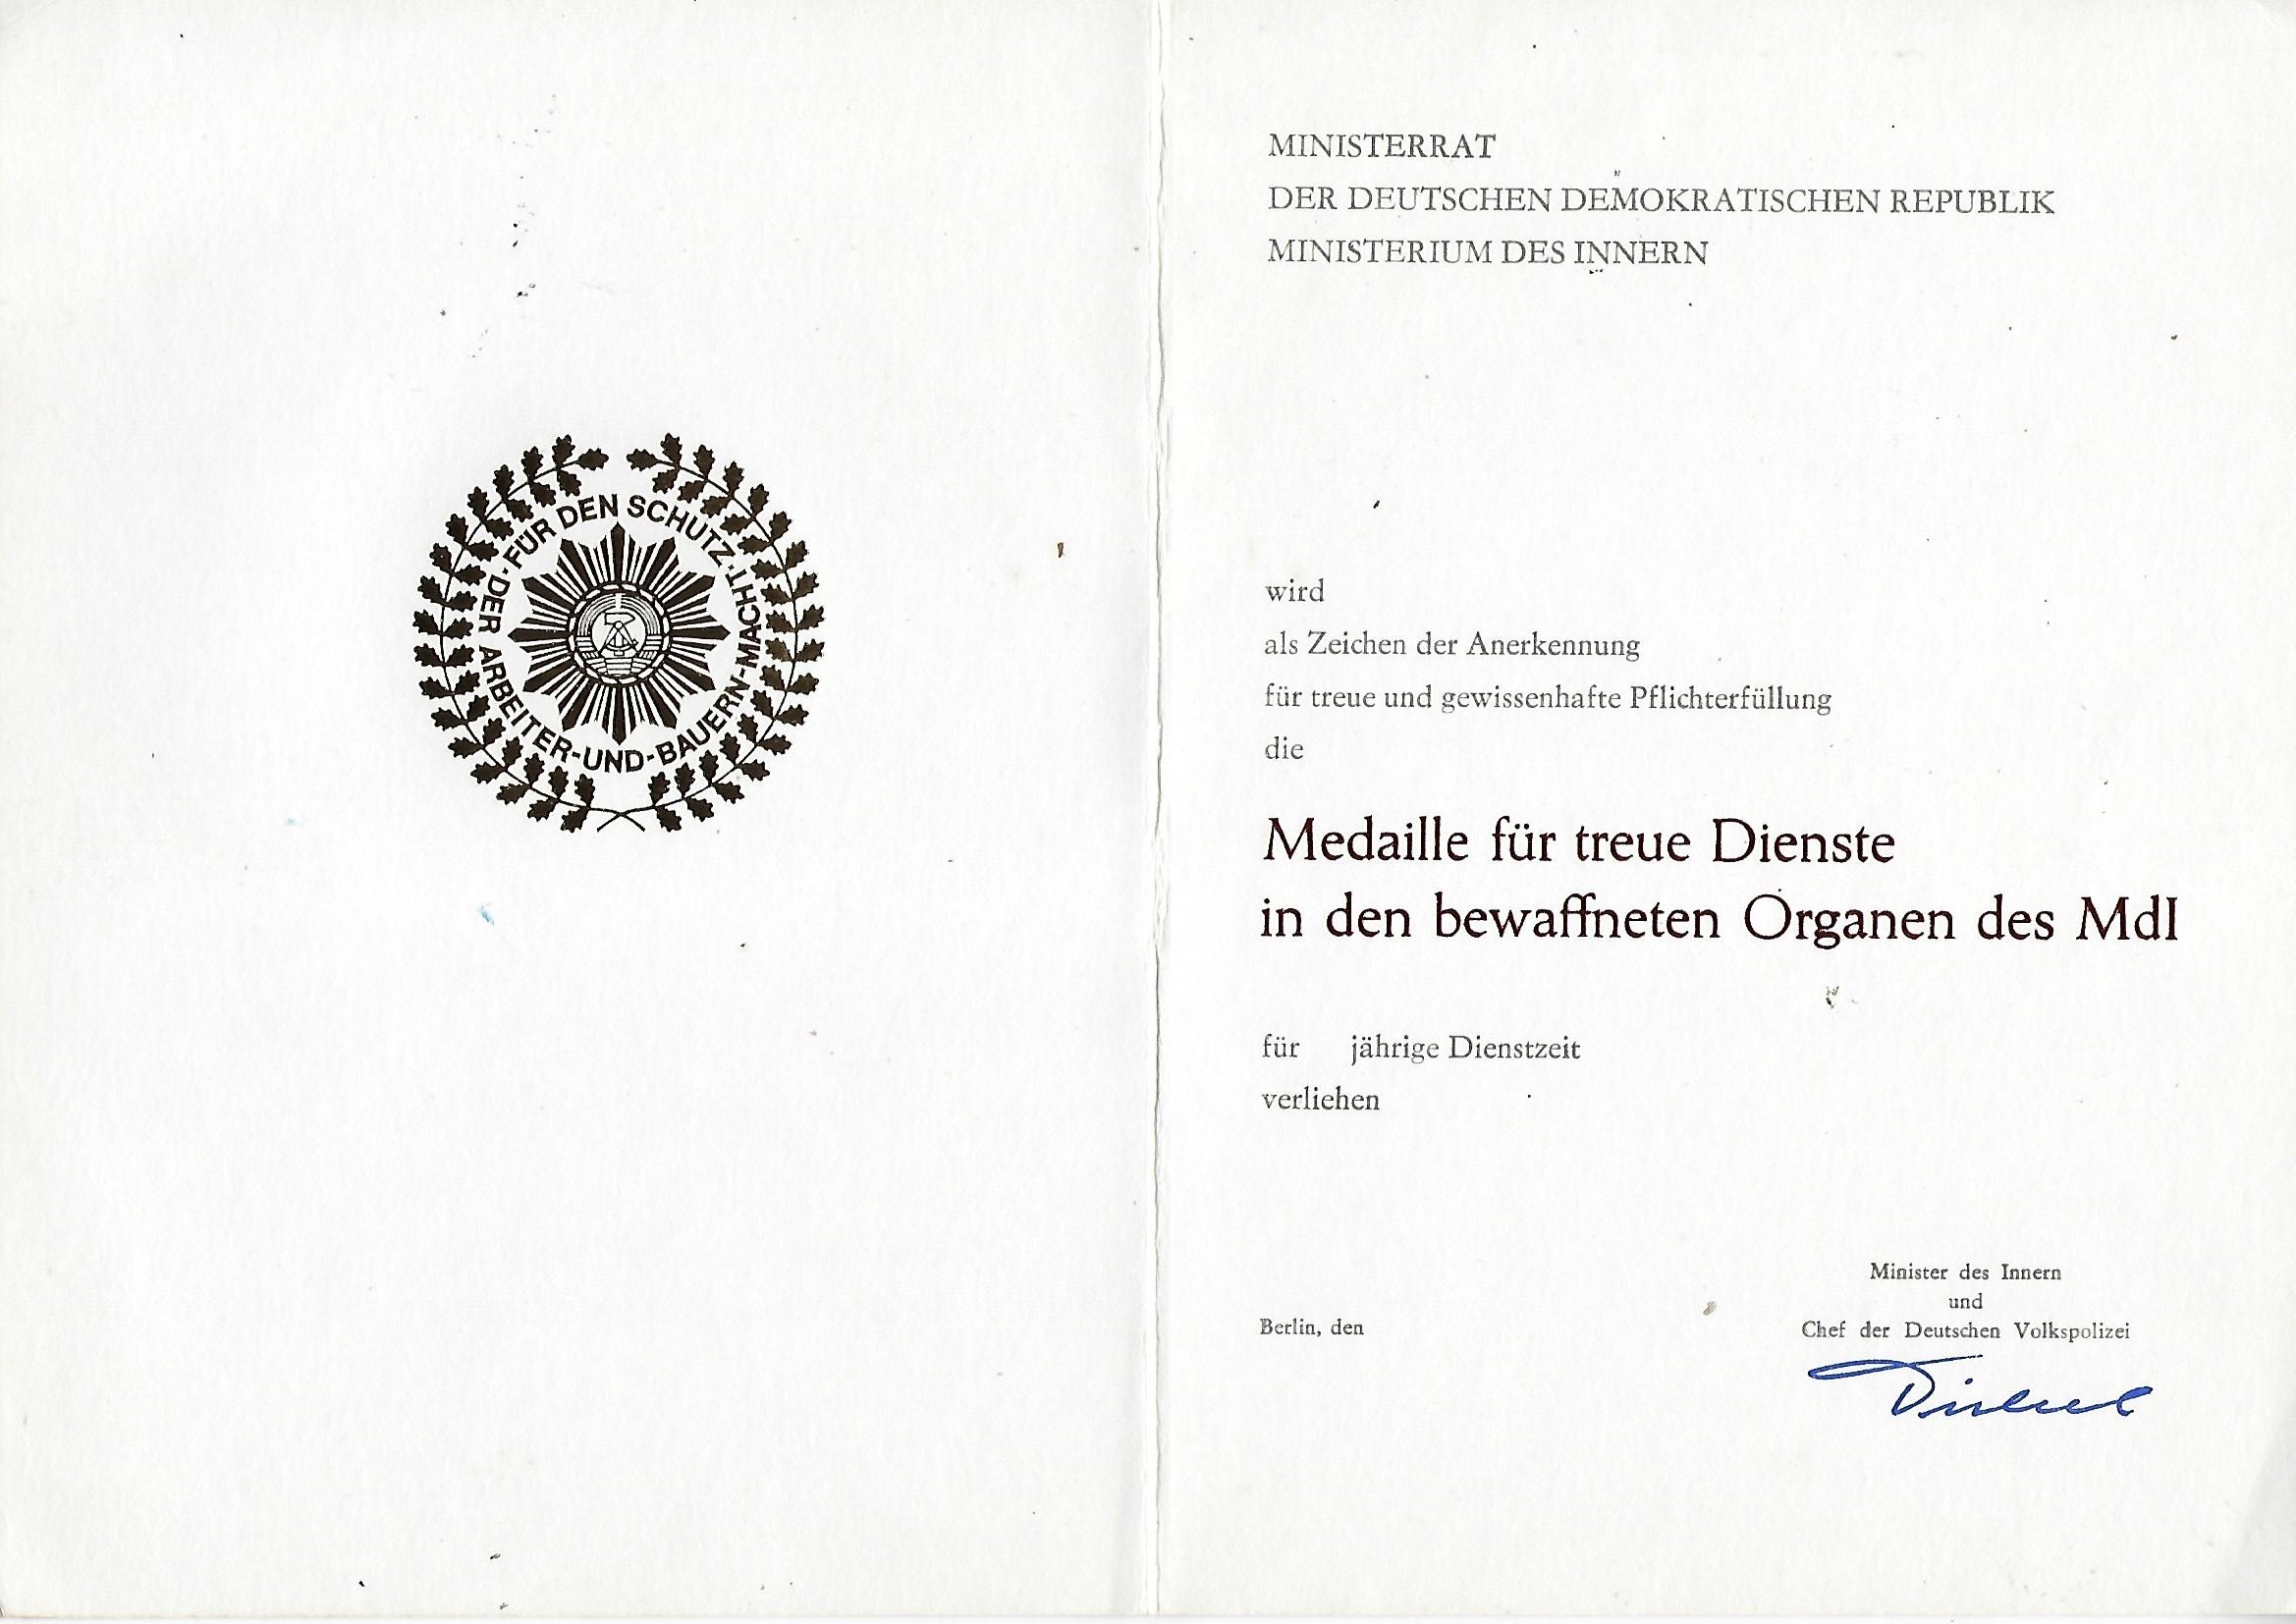 ·FÜR DEN SCHUTZ·
DER ARBEITER-UND-BAUERN-MACHT
MINISTERRAT
DER DEUTSCHEN DEMOKRATISCHEN REPUBLIK
MINISTERIUM DES INNERN
wird
als Zeichen der Anerkennung
für treue und gewissenhafte Pflichterfüllung
die
Medaille für treue Dienste
in den bewaffneten Organen des MdI
für jährige Dienstzeit
verliehen
Berlin, den
Minister des Innern
und
Chef der Deutschen Volkspolizei